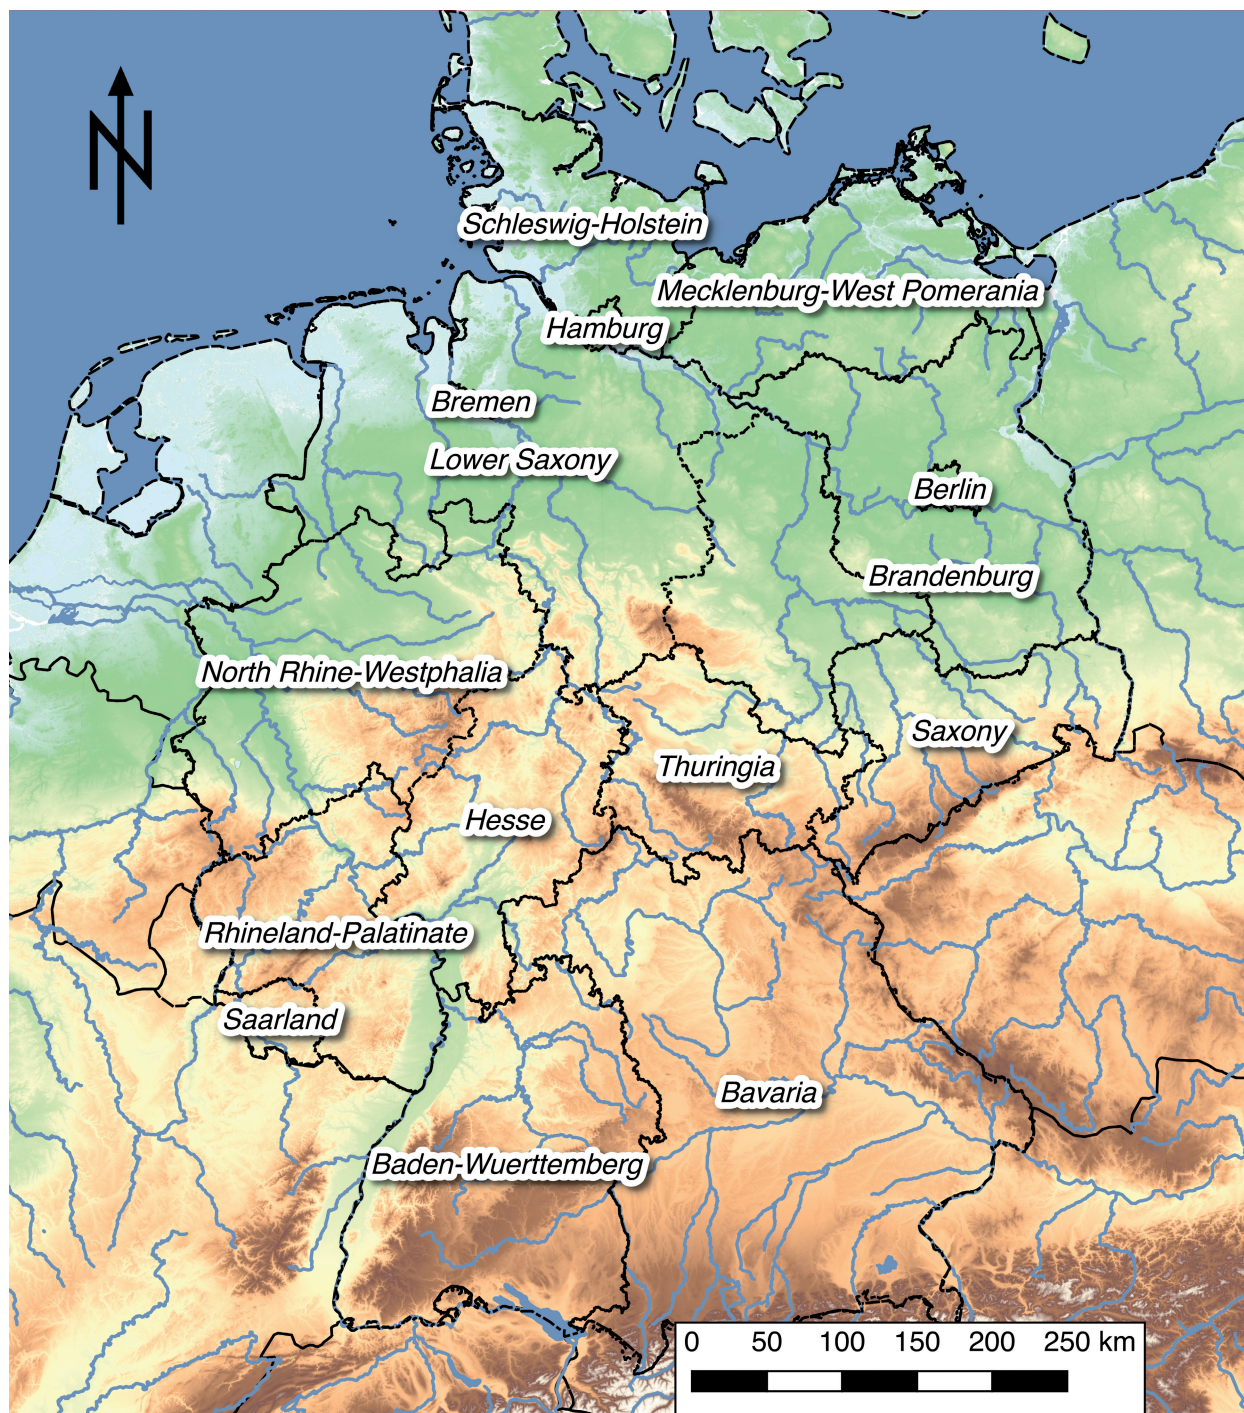 N
Schleswig-Holstein
Mecklenburg-West Pomerania
Hamburg
Bremen
Lower Saxony
Berlin
Brandenburg
North Rhine-Westphalia
Saxony
Thuringia
Hesse
Rhineland-Palatinate
Saarland
Bavaria
Baden-Wuerttemberg
0 50 100 150 200 250 km